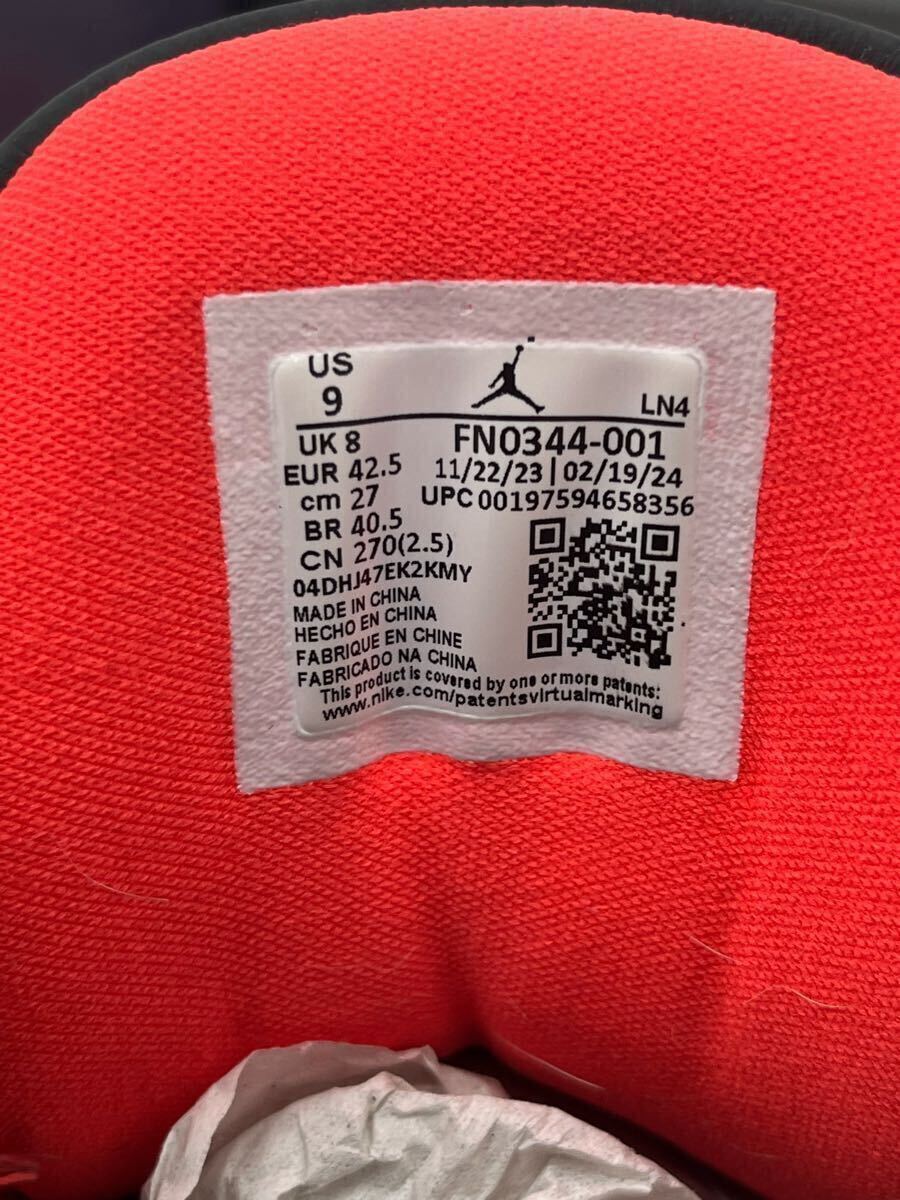 US
9
LN4
UK 8
FN0344-001
EUR 42.5
11/22/23 | 02/19/24
cm 27
UPC 00197594658356
BR 40.5
CN 270(2.5)
04DHJ47EK2KMY
MADE IN CHINA
HECHO EN CHINA
FABRIQUE EN CHINE
FABRICADO NA CHINA
This product is covered by one or more patents:
www.nike.com/patentsvirtualmarking